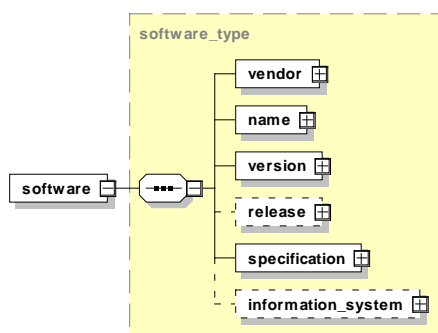 software_type
vendor
name
version
software
release
specification
information_system